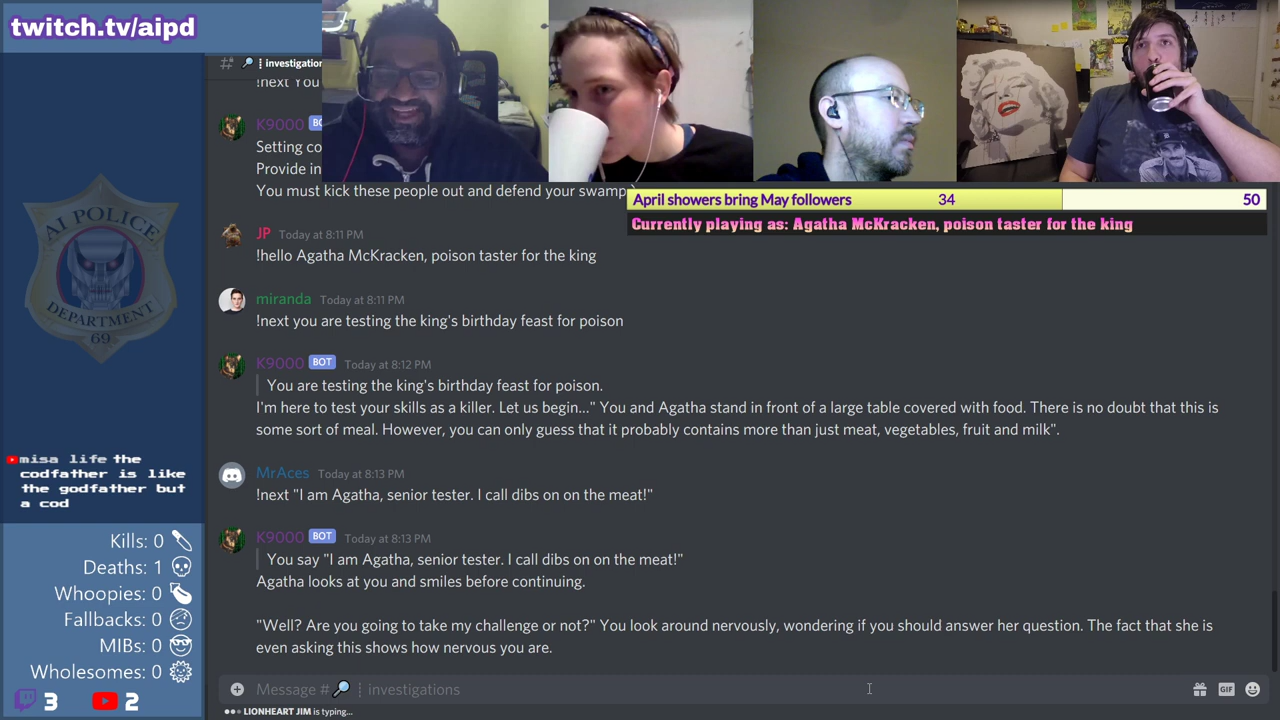 twitch.tv/aipd
# 🔎 ⁞ investigation
!next You
K9000 BO
Setting co
Provide in
You must kick these people out and defend your swamp
April showers bring May followers 34 50
Currently playing as: Agatha McKracken, poison taster for the king
JP Today at 8:11 PM
!hello Agatha McKracken, poison taster for the king
AI POLICE
DEPARTMENT
69
miranda Today at 8:11 PM
!next you are testing the king's birthday feast for poison
K9000 BOT Today at 8:12 PM
You are testing the king's birthday feast for poison.
I'm here to test your skills as a killer. Let us begin..." You and Agatha stand in front of a large table covered with food. There is no doubt that this is
some sort of meal. However, you can only guess that it probably contains more than just meat, vegetables, fruit and milk".
MrAces Today at 8:13 PM
!next "I am Agatha, senior tester. I call dibs on on the meat!"
K9000 BOT Today at 8:13 PM
You say "I am Agatha, senior tester. I call dibs on on the meat!"
Agatha looks at you and smiles before continuing.
"Well? Are you going to take my challenge or not?" You look around nervously, wondering if you should answer her question. The fact that she is
even asking this shows how nervous you are.
Message # 🔎 ⁞ investigations
GIF
LIONHEART JIM is typing...
misa life the
codfather is like
the godfather but
a cod
Kills: 0
Deaths: 1
Whoopies: 0
Fallbacks: 0
MIBs: 0
Wholesomes: 0
3 2